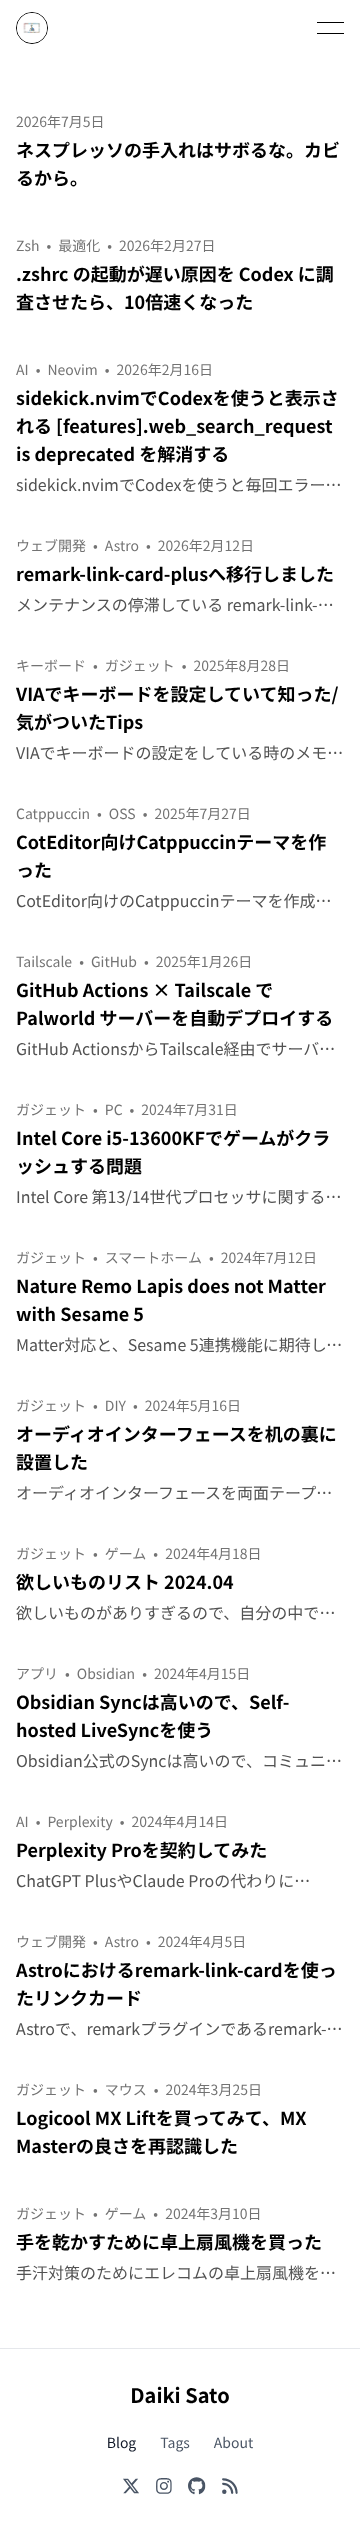 2026年7月5日
ネスプレッソの手入れはサボるな。カビ
るから。
Zsh • 最適化 • 2026年2月27日
.zshrc の起動が遅い原因を Codex に調
査させたら、10倍速くなった
AI • Neovim • 2026年2月16日
sidekick.nvimでCodexを使うと表示さ
れる [features].web_search_request
is deprecated を解消する
sidekick.nvimでCodexを使うと毎回エラー…
ウェブ開発 • Astro • 2026年2月12日
remark-link-card-plusへ移行しました
メンテナンスの停滞している remark-link-…
キーボード • ガジェット • 2025年8月28日
VIAでキーボードを設定していて知った/
気がついたTips
VIAでキーボードの設定をしている時のメモ…
Catppuccin • OSS • 2025年7月27日
CotEditor向けCatppuccinテーマを作
った
CotEditor向けのCatppuccinテーマを作成…
Tailscale • GitHub • 2025年1月26日
GitHub Actions × Tailscale で
Palworld サーバーを自動デプロイする
GitHub ActionsからTailscale経由でサーバ…
ガジェット • PC • 2024年7月31日
Intel Core i5-13600KFでゲームがクラ
ッシュする問題
Intel Core 第13/14世代プロセッサに関する…
ガジェット • スマートホーム • 2024年7月12日
Nature Remo Lapis does not Matter
with Sesame 5
Matter対応と、Sesame 5連携機能に期待し…
ガジェット • DIY • 2024年5月16日
オーディオインターフェースを机の裏に
設置した
オーディオインターフェースを両面テープ…
ガジェット • ゲーム • 2024年4月18日
欲しいものリスト 2024.04
欲しいものがありすぎるので、自分の中で…
アプリ • Obsidian • 2024年4月15日
Obsidian Syncは高いので、Self-
hosted LiveSyncを使う
Obsidian公式のSyncは高いので、コミュニ…
AI • Perplexity • 2024年4月14日
Perplexity Proを契約してみた
ChatGPT PlusやClaude Proの代わりに…
ウェブ開発 • Astro • 2024年4月5日
Astroにおけるremark-link-cardを使っ
たリンクカード
Astroで、remarkプラグインであるremark-…
ガジェット • マウス • 2024年3月25日
Logicool MX Liftを買ってみて、MX
Masterの良さを再認識した
ガジェット • ゲーム • 2024年3月10日
手を乾かすために卓上扇風機を買った
手汗対策のためにエレコムの卓上扇風機を…
Daiki Sato
Blog Tags About